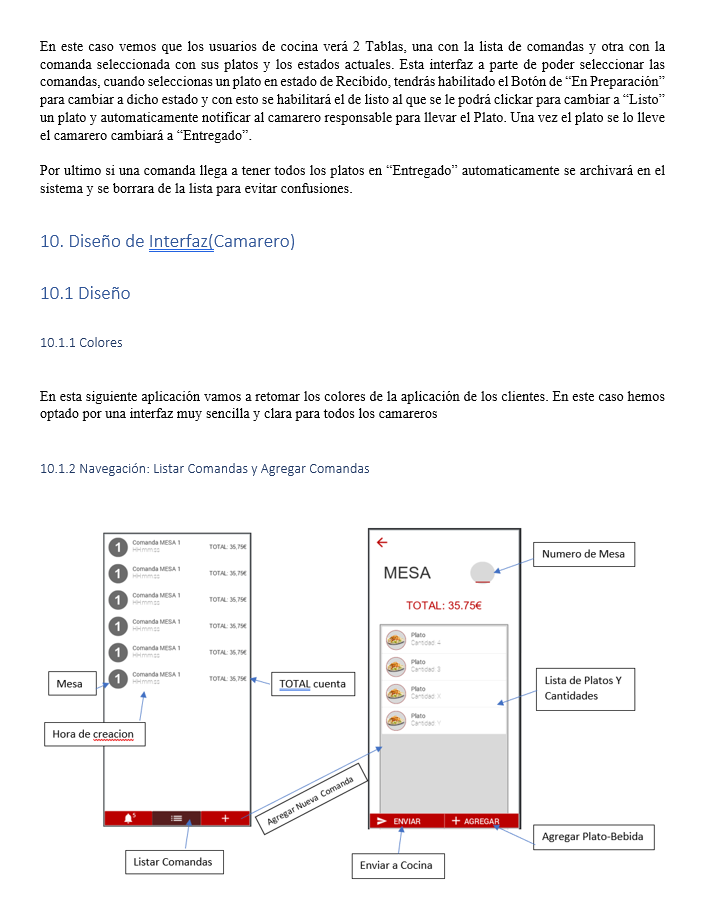 En este caso vemos que los usuarios de cocina verá 2 Tablas, una con la lista de comandas y otra con la
comanda seleccionada con sus platos y los estados actuales. Esta interfaz a parte de poder seleccionar las
comandas, cuando seleccionas un plato en estado de Recibido, tendrás habilitado el Botón de “En Preparación”
para cambiar a dicho estado y con esto se habilitará el de listo al que se le podrá clickar para cambiar a “Listo”
un plato y automaticamente notificar al camarero responsable para llevar el Plato. Una vez el plato se lo lleve
el camarero cambiará a “Entregado”.
Por ultimo si una comanda llega a tener todos los platos en “Entregado” automaticamente se archivará en el
sistema y se borrara de la lista para evitar confusiones.
10. Diseño de Interfaz(Camarero)
10.1 Diseño
10.1.1 Colores
En esta siguiente aplicación vamos a retomar los colores de la aplicación de los clientes. En este caso hemos
optado por una interfaz muy sencilla y clara para todos los camareros
10.1.2 Navegación: Listar Comandas y Agregar Comandas
1 Comanda MESA 1 TOTAL: 35,75€
HH:mm:ss
1 Comanda MESA 1 TOTAL: 35,75€
HH:mm:ss
1 Comanda MESA 1 TOTAL: 35,75€
HH:mm:ss
1 Comanda MESA 1 TOTAL: 35,75€
HH:mm:ss
1 Comanda MESA 1 TOTAL: 35,75€
HH:mm:ss
1 Comanda MESA 1 TOTAL: 35,75€
HH:mm:ss
Mesa
TOTAL cuenta
Hora de creacion
5
+
Agregar Nueva Comanda
Listar Comandas
MESA
Numero de Mesa
TOTAL: 35.75€
Plato
Cantidad 4
Plato
Cantidad 3
Plato
Cantidad X
Plato
Cantidad Y
Lista de Platos Y
Cantidades
ENVIAR
+ AGREGAR
Agregar Plato-Bebida
Enviar a Cocina